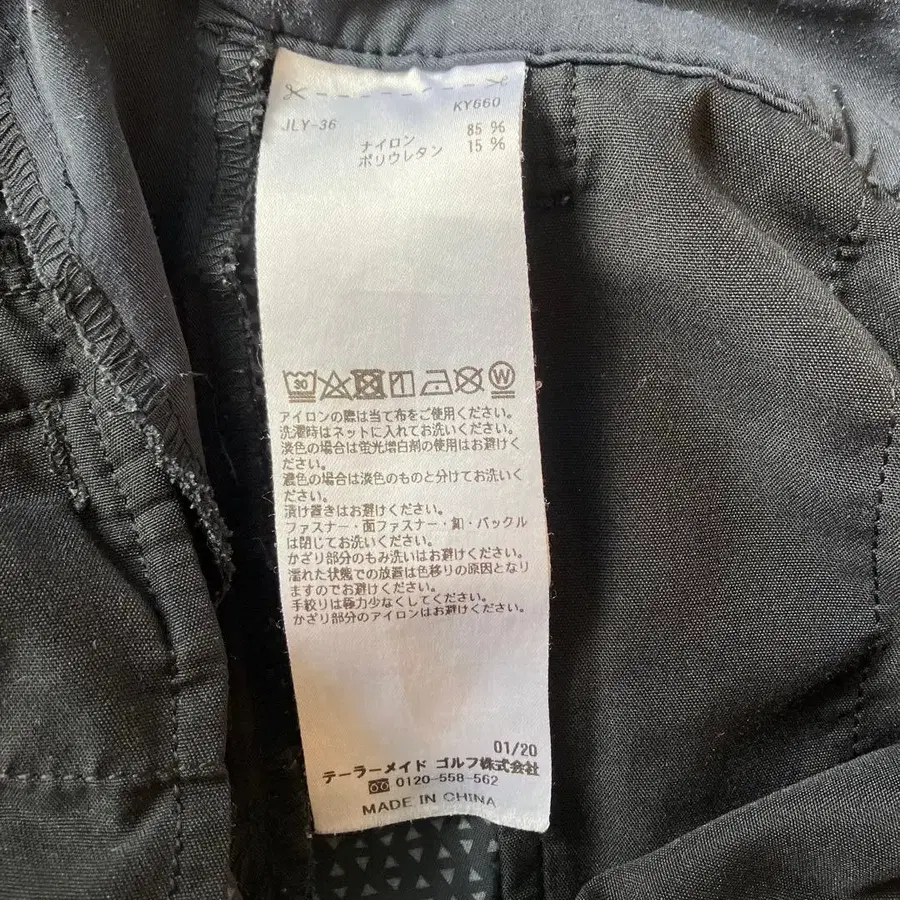 KY660
JLY-36
ナイロン 85 %
ポリウレタン 15 %
30
W
アイロンの際は当て布をご使用ください。
洗濯時はネットに入れてお洗いください。
淡色の場合は蛍光増白剤の使用はお避けく
ださい。
濃色の場合は淡色のものと分けてお洗いく
ださい。
漬け置きはお避けください。
ファスナー・面ファスナー・釦・バックル
は閉じてお洗いください。
かざり部分のもみ洗いはお避けください。
濡れた状態での放置は色移りの原因となり
ますのでお避けください。
手絞りは極力少なくしてください。
かざり部分のアイロンはお避けください。
01/20
テーラーメイド ゴルフ株式会社
0120-558-562
MADE IN CHINA